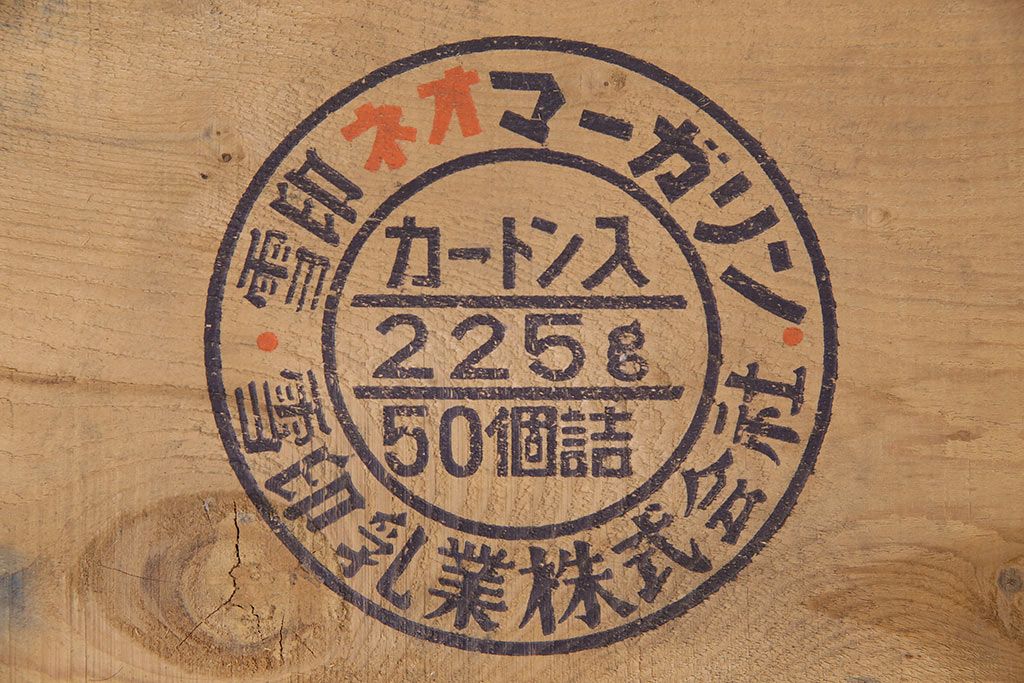 雪印ネオマーガリン
カートン入
225g
50個詰
雪印乳業株式会社